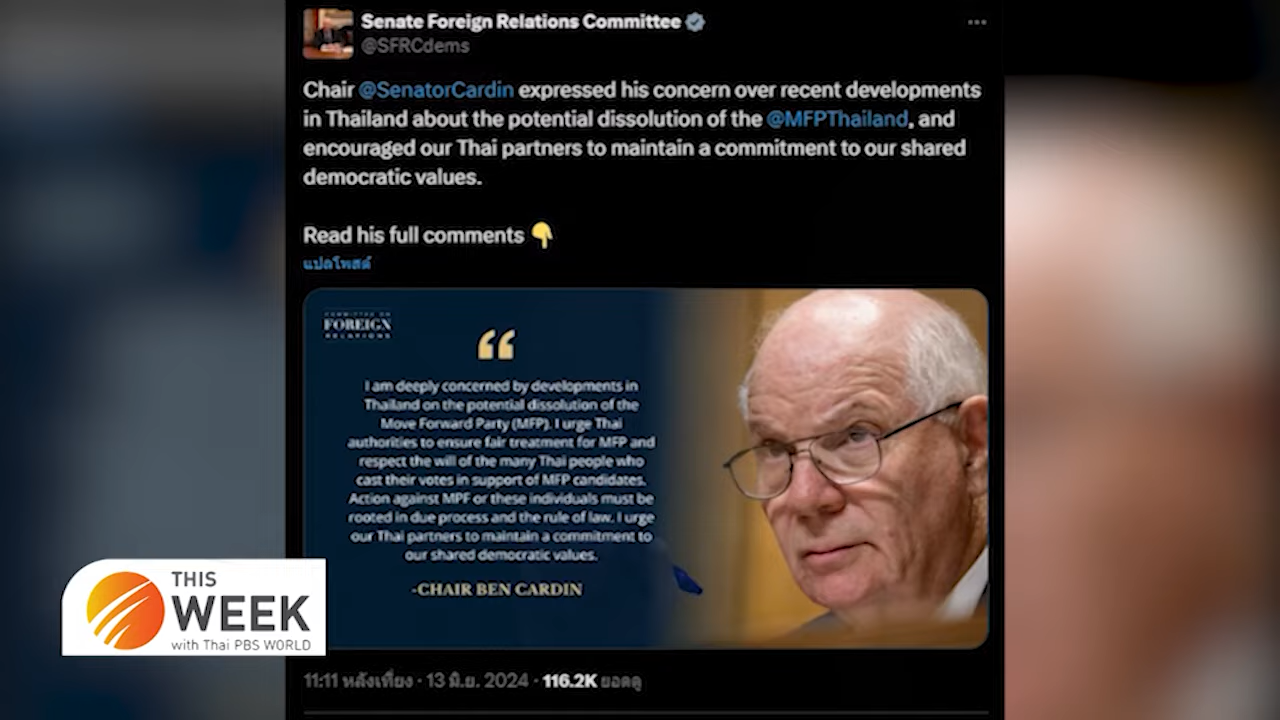 Senate Foreign Relations Committee
@SFRCdems
Chair @SenatorCardin expressed his concern over recent developments
in Thailand about the potential dissolution of the @MFPThailand, and
encouraged our Thai partners to maintain a commitment to our shared
democratic values.
Read his full comments 👇
แปลโพสต์
COMMITTEE ON
FOREIGN
RELATIONS
“
I am deeply concerned by developments in
Thailand on the potential dissolution of the
Move Forward Party (MFP). I urge Thai
authorities to ensure fair treatment for MFP and
respect the will of the many Thai people who
cast their votes in support of MFP candidates.
Action against MPF or these individuals must be
rooted in due process and the rule of law. I urge
our Thai partners to maintain a commitment to
our shared democratic values.
-CHAIR BEN CARDIN
THIS
WEEK
with Thai PBS WORLD
11:11 หลังเที่ยง · 13 มิ.ย. 2024 · 116.2K ยอดดู